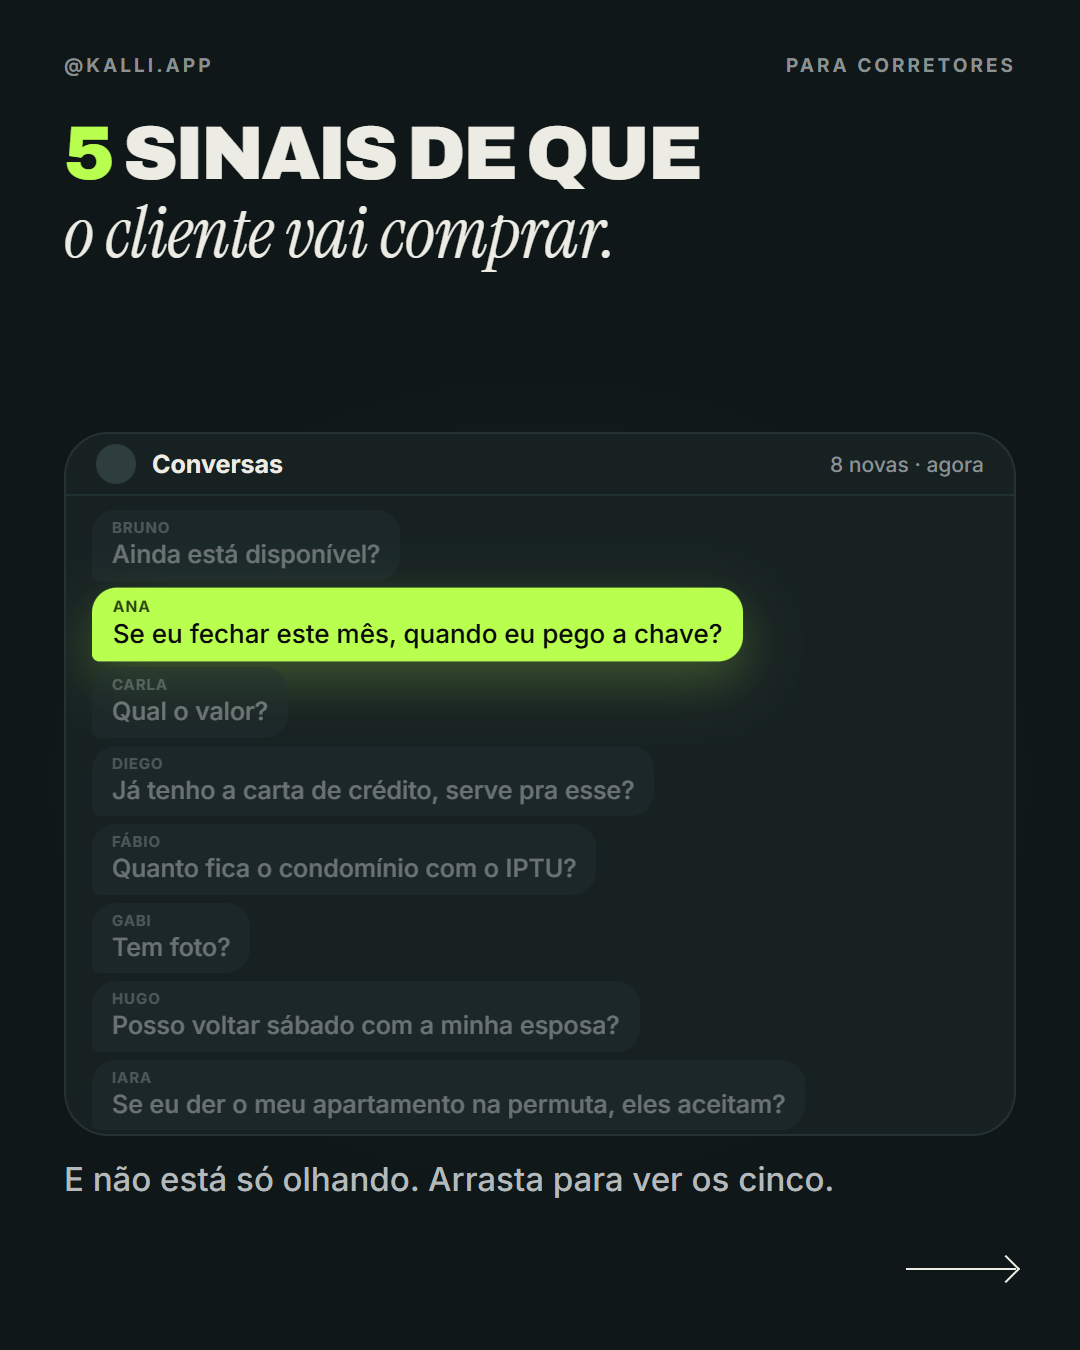 @KALLI.APP
PARA CORRETORES
5 SINAIS DE QUE
o cliente vai comprar.
Conversas
8 novas · agora
BRUNO
Ainda está disponível?
ANA
Se eu fechar este mês, quando eu pego a chave?
CARLA
Qual o valor?
DIEGO
Já tenho a carta de crédito, serve pra esse?
FÁBIO
Quanto fica o condomínio com o IPTU?
GABI
Tem foto?
HUGO
Posso voltar sábado com a minha esposa?
IARA
Se eu der o meu apartamento na permuta, eles aceitam?
E não está só olhando. Arrasta para ver os cinco.